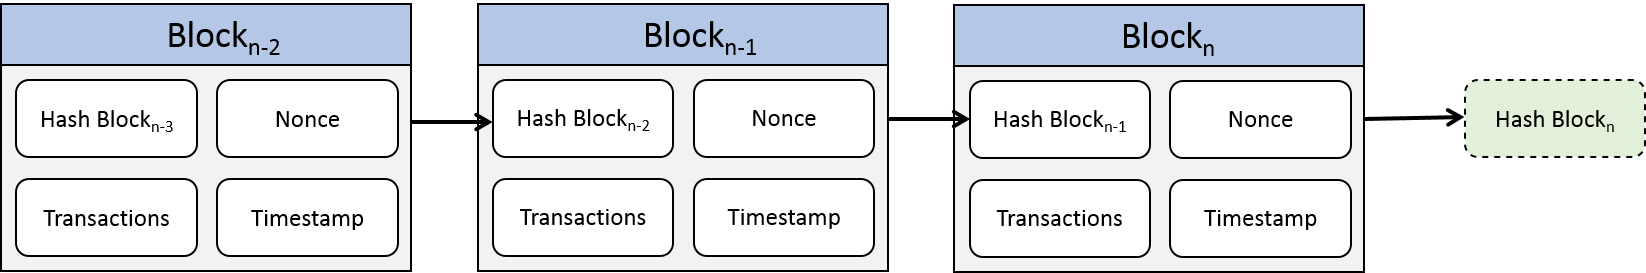 Blockn-2
Blockn-1
Blockn
Hash Blockn-3
Nonce
Hash Blockn-2
Nonce
Hash Blockn-1
Nonce
Hash Blockn
Transactions
Timestamp
Transactions
Timestamp
Transactions
Timestamp